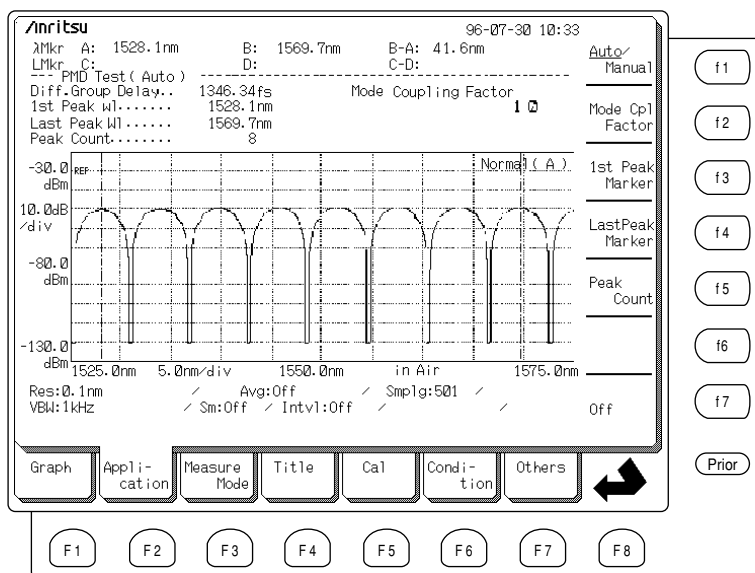 Anritsu 96-07-30 10:33
λMkr A: 1528.1nm B: 1569.7nm B-A: 41.6nm
LMkr C: D: C-D:
--- PMD Test ( Auto ) ---
Diff.Group Delay.. 1346.34fs Mode Coupling Factor
1st Peak Wl...... 1528.1nm 1.0
Last Peak Wl...... 1569.7nm
Peak Count........ 8
-30.0 REF Normal ( A )
dBm
10.0dB
/div
-80.0
dBm
-130.0
dBm
1525.0nm 5.0nm/div 1550.0nm in Air 1575.0nm
Res:0.1nm / Avg:Off / Smplg:501 /
VBW:1kHz / Sm:Off / Intvl:Off / /
Auto/
Manual
Mode Cpl
Factor
1st Peak
Marker
LastPeak
Marker
Peak
Count
Off
f1
f2
f3
f4
f5
f6
f7
Prior
Graph
Appli-
cation
Measure
Mode
Title
Cal
Condi-
tion
Others
F1 F2 F3 F4 F5 F6 F7 F8